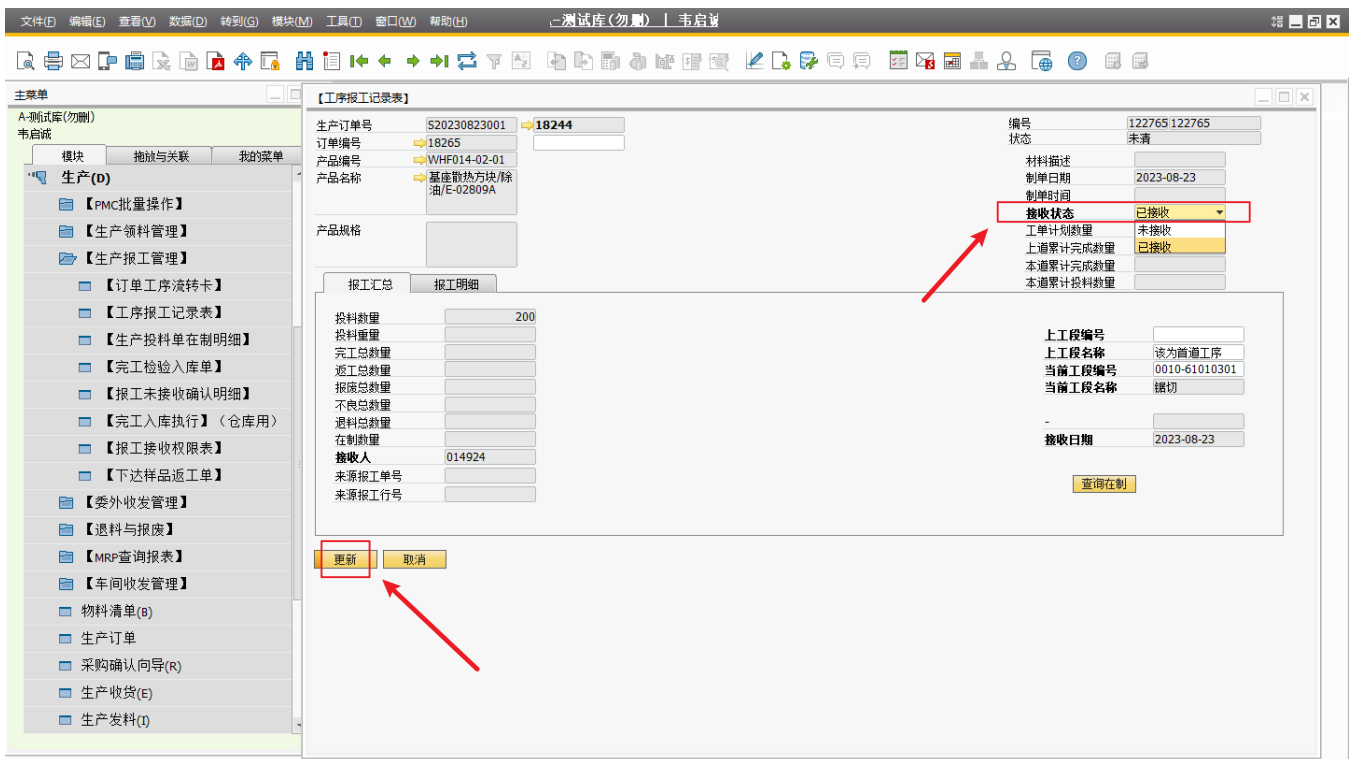 文件(F) 编辑(E) 查看(V) 数据(D) 转到(G) 模块(M) 工具(T) 窗口(W) 帮助(H) 测试库(勿删) | 韦启
主菜单
A-测试库(勿删)
韦启诚
模块 拖放与关联 我的菜单
生产(D)
【PMC批量操作】
【生产领料管理】
【生产报工管理】
【订单工序流转卡】
【工序报工记录表】
【生产投料单在制明细】
【完工检验入库单】
【报工未接收确认明细】
【完工入库执行】（仓库用）
【报工接收权限表】
【下达样品返工单】
【委外收发管理】
【退料与报废】
【MRP查询报表】
【车间收发管理】
物料清单(B)
生产订单
采购确认向导(R)
生产收货(E)
生产发料(I)
【工序报工记录表】
生产订单号 S20230823001 18244
订单编号 18265
产品编号 WHF014-02-01
产品名称 基座散热方块/除
油/E-02809A
产品规格
编号 122765 122765
状态 未清
材料描述
制单日期 2023-08-23
制单时间
接收状态 已接收
工单计划数量 未接收
上道累计完成数量 已接收
本道累计完成数量
本道累计投料数量
报工汇总 报工明细
投料数量 200
投料重量
完工总数量
返工总数量
报废总数量
不良总数量
退料总数量
在制数量
接收人 014924
来源报工单号
来源报工行号
上工段编号
上工段名称 该为首道工序
当前工段编号 0010-61010301
当前工段名称 锯切
-
接收日期 2023-08-23
查询在制
更新 取消